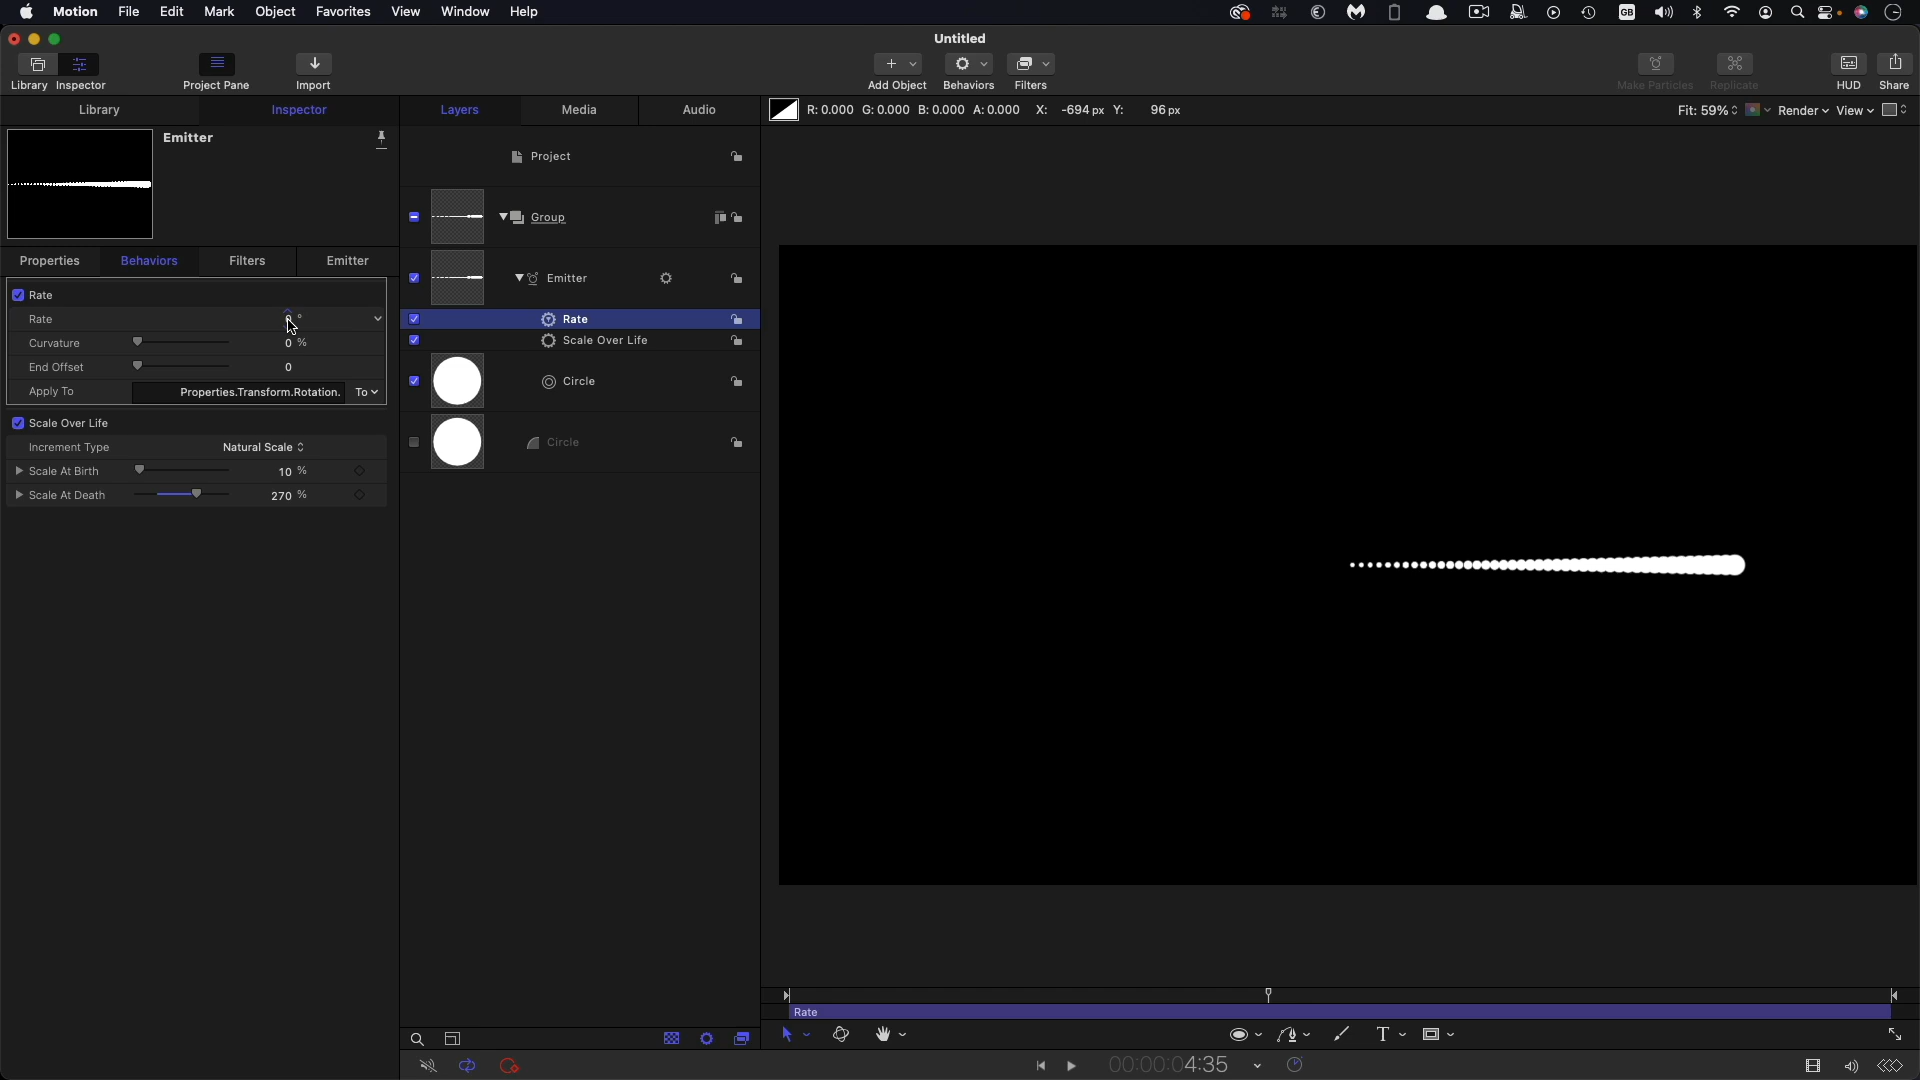 Motion File Edit Mark Object Favorites View Window Help GB
Untitled
Library Inspector Project Pane Import Add Object Behaviors Filters Make Particles Replicate HUD Share
Library Inspector Layers Media Audio R: 0.000 G: 0.000 B: 0.000 A: 0.000 X: -694 px Y: 96 px Fit: 59% Render View
Emitter
Project
Group
Properties Behaviors Filters Emitter
Emitter
Rate
Rate °
Rate
Curvature 0 %
Scale Over Life
End Offset 0
Apply To Properties.Transform.Rotation. To
Circle
Scale Over Life
Increment Type Natural Scale
Circle
Scale At Birth 10 %
Scale At Death 270 %
Rate
T
00:00:04:35